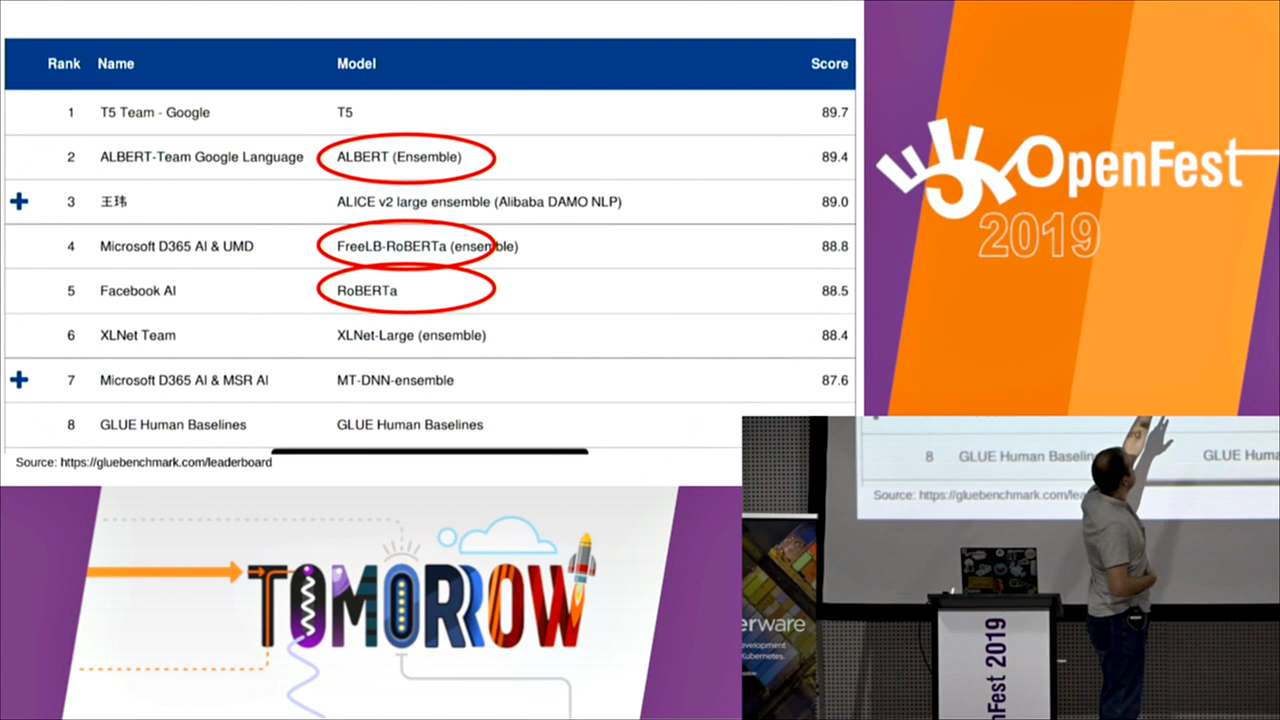 Rank Name Model Score
1 T5 Team - Google T5 89.7
2 ALBERT-Team Google Language ALBERT (Ensemble) 89.4
3 王玮 ALICE v2 large ensemble (Alibaba DAMO NLP) 89.0
4 Microsoft D365 AI & UMD FreeLB-RoBERTa (ensemble) 88.8
5 Facebook AI RoBERTa 88.5
6 XLNet Team XLNet-Large (ensemble) 88.4
7 Microsoft D365 AI & MSR AI MT-DNN-ensemble 87.6
8 GLUE Human Baselines GLUE Human Baselines
Source: https://gluebenchmark.com/leaderboard
OpenFest
2019
TOMORROW
8 GLUE Human Baselin GLUE Huma
Source: https://gluebenchmark.com/lea
erware
velopment
Kubernetes.
nFest 2019